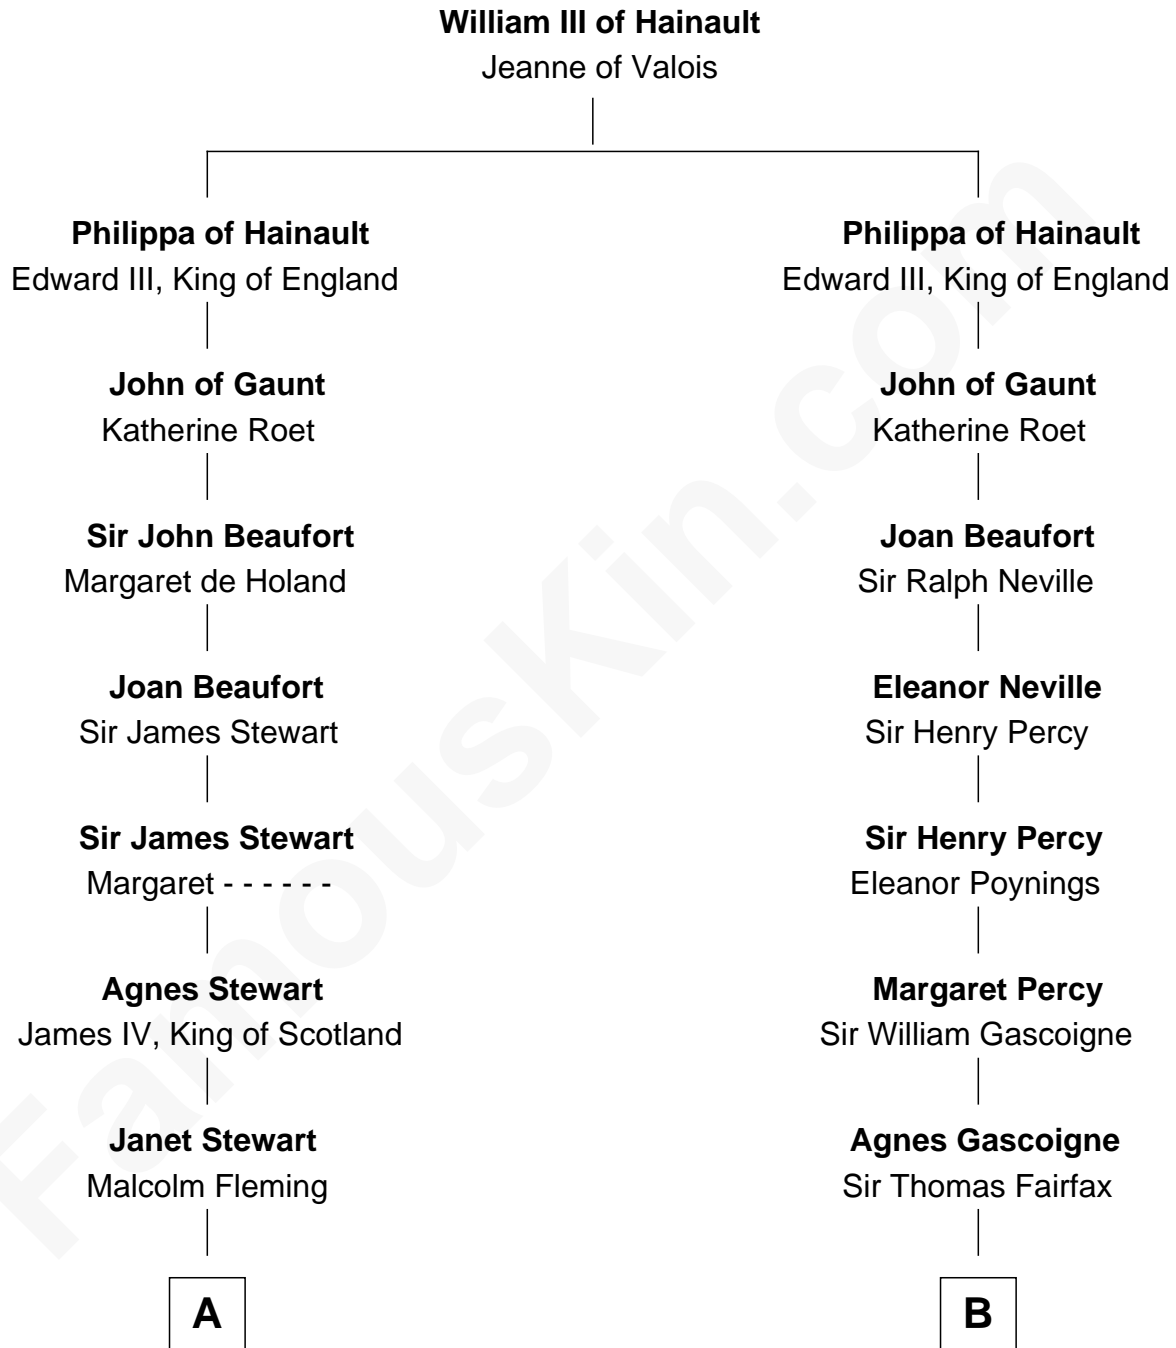 William III of Hainault
Jeanne of Valois
Philippa of Hainault
Edward III, King of England
John of Gaunt
Katherine Roet
Sir John Beaufort
Margaret de Holand
Joan Beaufort
Sir James Stewart
Sir James Stewart
Margaret - - - - - -
Agnes Stewart
James IV, King of Scotland
Janet Stewart
Malcolm Fleming
A
Philippa of Hainault
Edward III, King of England
John of Gaunt
Katherine Roet
Joan Beaufort
Sir Ralph Neville
Eleanor Neville
Sir Henry Percy
Sir Henry Percy
Eleanor Poynings
Margaret Percy
Sir William Gascoigne
Agnes Gascoigne
Sir Thomas Fairfax
B
FamousKin.com